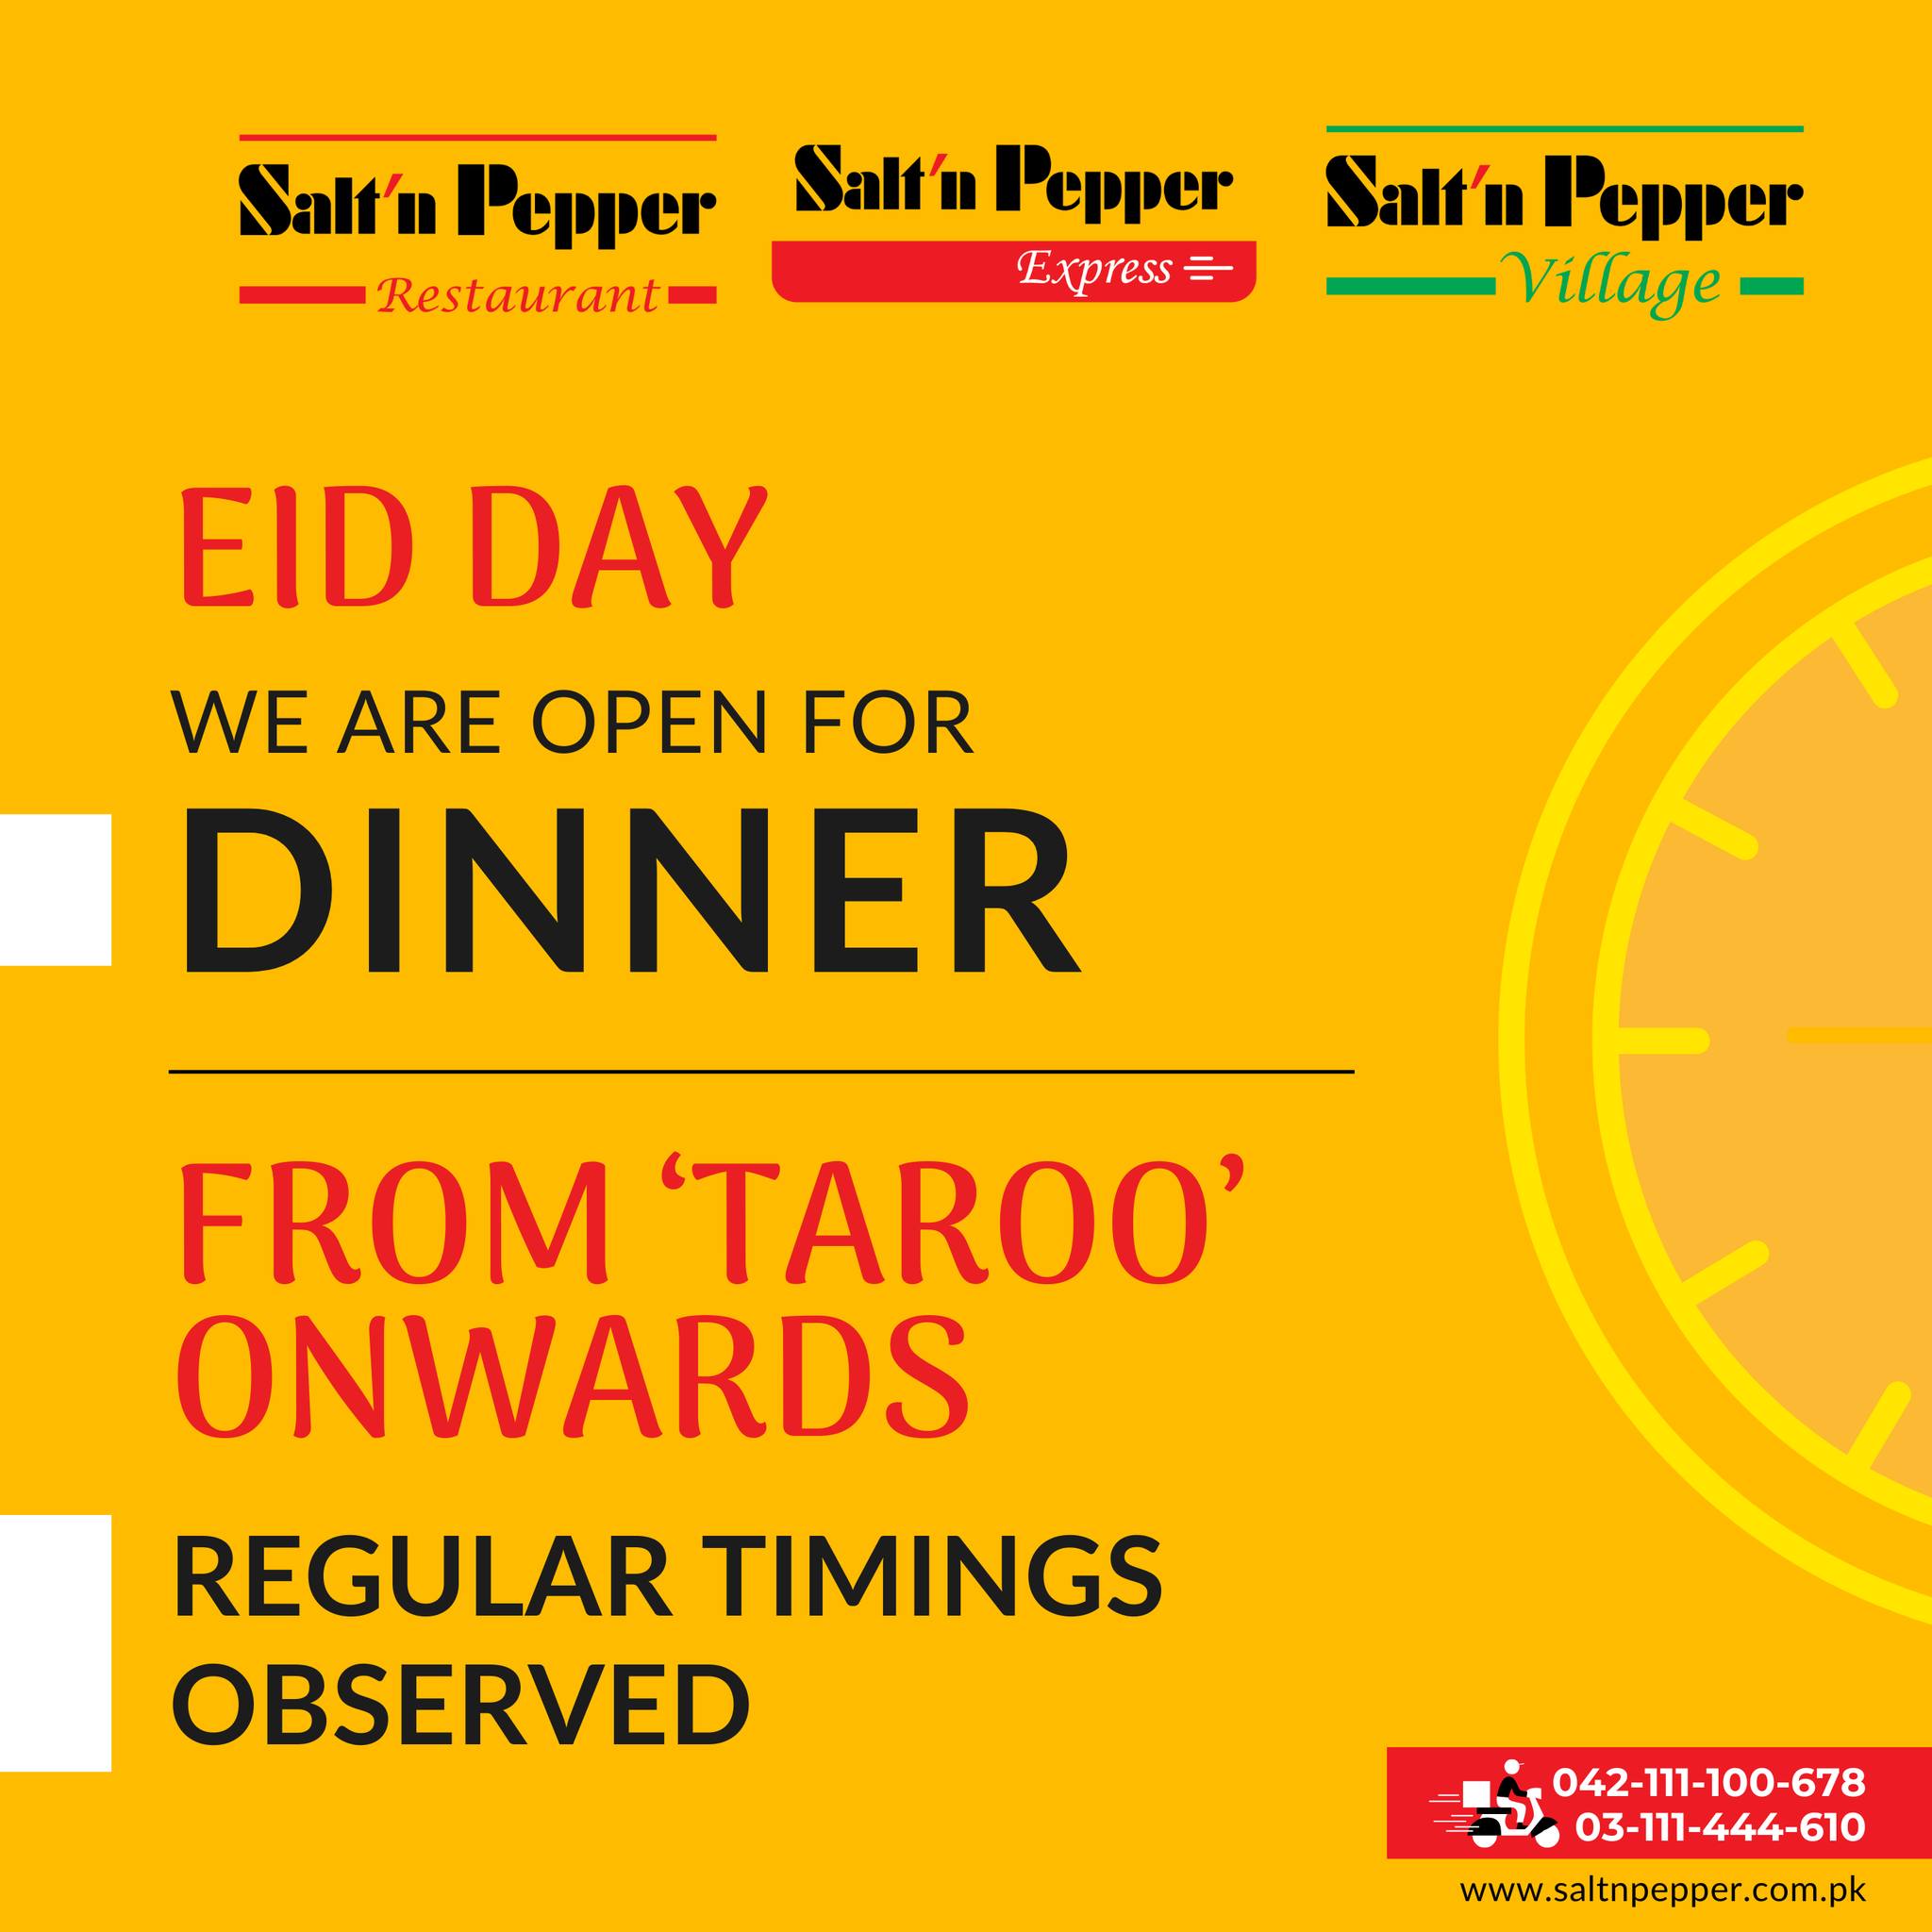 Salt'n Pepper
Restaurant
Salt'n Pepper
Express
Salt'n Pepper
Village
EID DAY
WE ARE OPEN FOR
DINNER
FROM ‘TAROO’
ONWARDS
REGULAR TIMINGS
OBSERVED
042-111-100-678
03-111-444-610
www.saltnpepper.com.pk